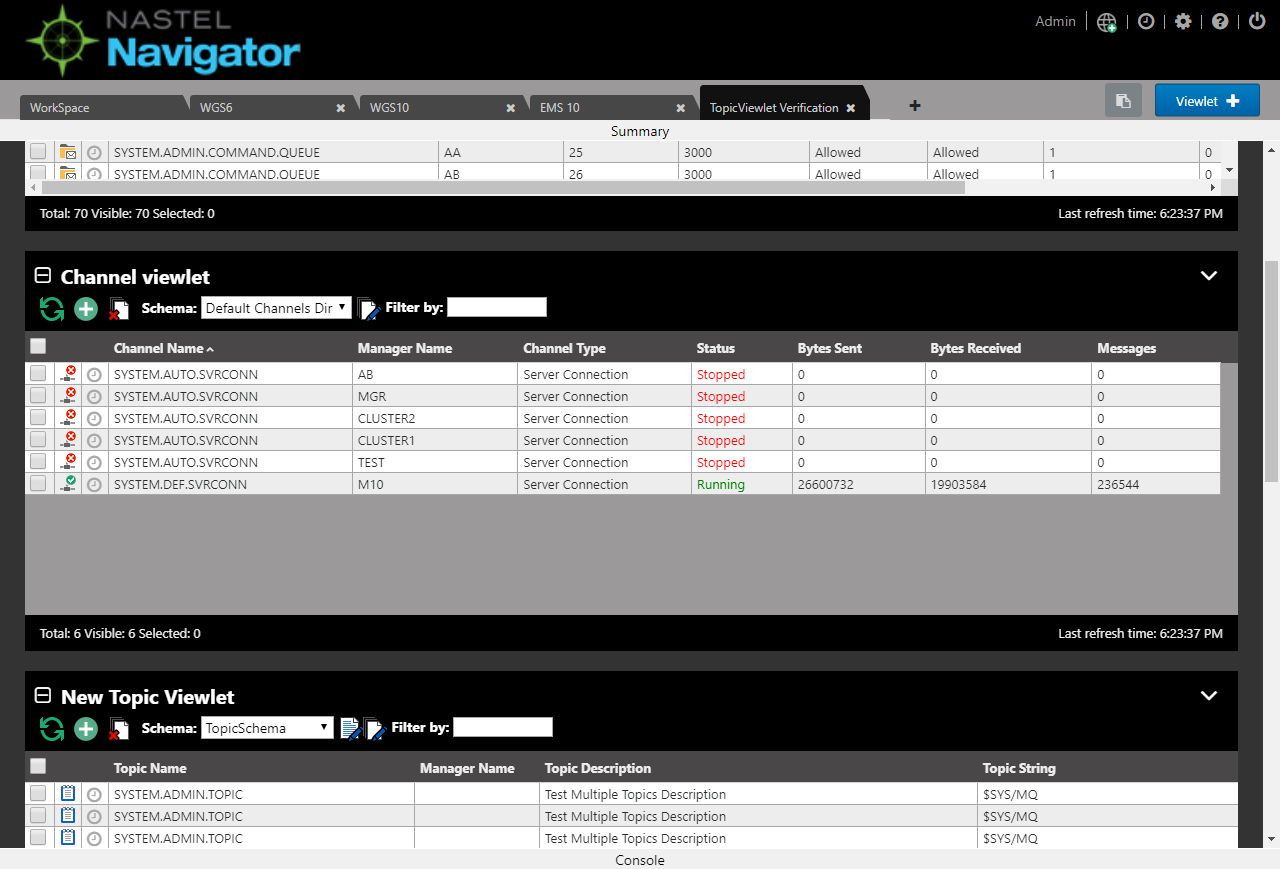 NASTEL
Navigator
Admin
WorkSpace WGS6 WGS10 EMS 10 TopicViewlet Verification Viewlet
Summary
SYSTEM.ADMIN.COMMAND.QUEUE AA 25 3000 Allowed Allowed 1 0
SYSTEM.ADMIN.COMMAND.QUEUE AB 26 3000 Allowed Allowed 1 0
Total: 70 Visible: 70 Selected: 0 Last refresh time: 6:23:37 PM
Channel viewlet
Schema: Default Channels Dir Filter by:
Channel Name Manager Name Channel Type Status Bytes Sent Bytes Received Messages
SYSTEM.AUTO.SVRCONN AB Server Connection Stopped 0 0 0
SYSTEM.AUTO.SVRCONN MGR Server Connection Stopped 0 0 0
SYSTEM.AUTO.SVRCONN CLUSTER2 Server Connection Stopped 0 0 0
SYSTEM.AUTO.SVRCONN CLUSTER1 Server Connection Stopped 0 0 0
SYSTEM.AUTO.SVRCONN TEST Server Connection Stopped 0 0 0
SYSTEM.DEF.SVRCONN M10 Server Connection Running 26600732 19903584 236544
Total: 6 Visible: 6 Selected: 0 Last refresh time: 6:23:37 PM
New Topic Viewlet
Schema: TopicSchema Filter by:
Topic Name Manager Name Topic Description Topic String
SYSTEM.ADMIN.TOPIC Test Multiple Topics Description $SYS/MQ
SYSTEM.ADMIN.TOPIC Test Multiple Topics Description $SYS/MQ
SYSTEM.ADMIN.TOPIC Test Multiple Topics Description $SYS/MQ
Console